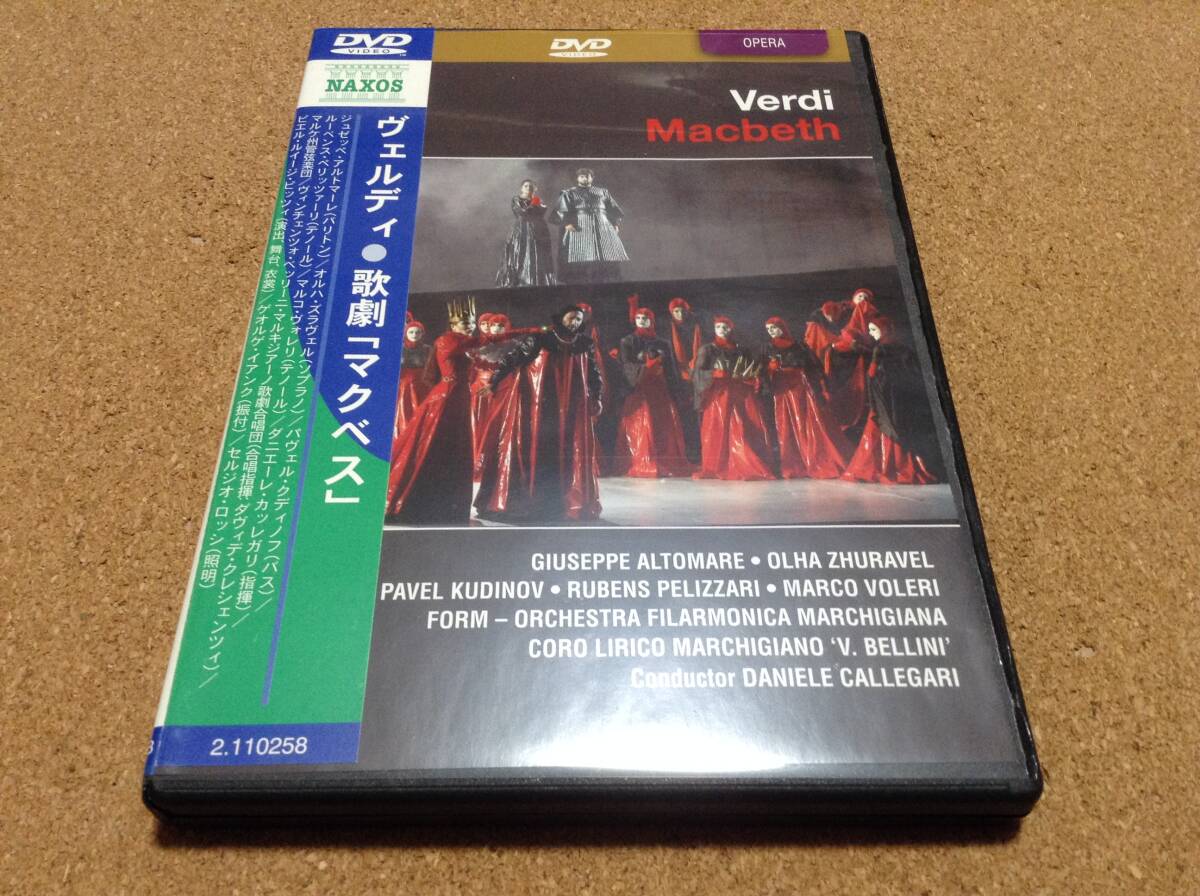 DVD
VIDEO
NAXOS
ヴェルディ●歌劇「マクベス」
ジュゼッペ・アルトマーレ(バリトン)/オルハ・ズラヴェル(ソプラノ)/パヴェル・クディノフ(バス)/
ルーベンス・ペリッツァーリ(テノール)/マルコ・ヴォレリ(テノール)/ダニエーレ・カッレガリ(指揮)/
マルケ州管弦楽団/ヴィンチェンツォ・ベッリーニ・マルキジアーノ歌劇合唱団(合唱指揮、ダヴィデ・クレシェンツィ)/
ピエル・ルイージ・ピッツィ(演出、舞台、衣裳)/ゲオルゲ・イアンク(振付)/セルジオ・ロッシ(照明)
2.110258
DVD
VIDEO
OPERA
Verdi
Macbeth
GIUSEPPE ALTOMARE • OLHA ZHURAVEL
PAVEL KUDINOV • RUBENS PELIZZARI • MARCO VOLERI
FORM – ORCHESTRA FILARMONICA MARCHIGIANA
CORO LIRICO MARCHIGIANO ‘V. BELLINI’
Conductor DANIELE CALLEGARI